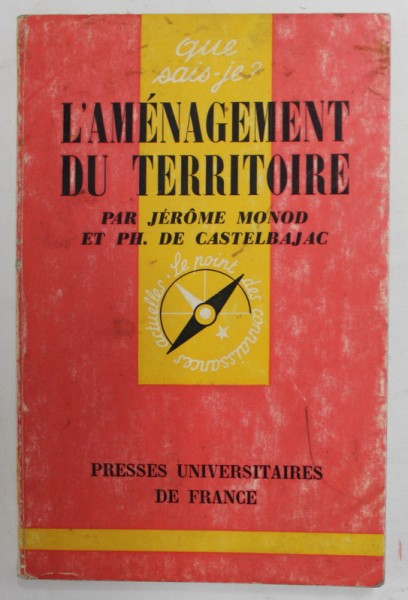 que
sais-je?
L'AMÉNAGEMENT
DU TERRITOIRE
PAR JÉRÔME MONOD
ET PH. DE CASTELBAJAC
Le point des connaissances actuelles
PRESSES UNIVERSITAIRES
DE FRANCE